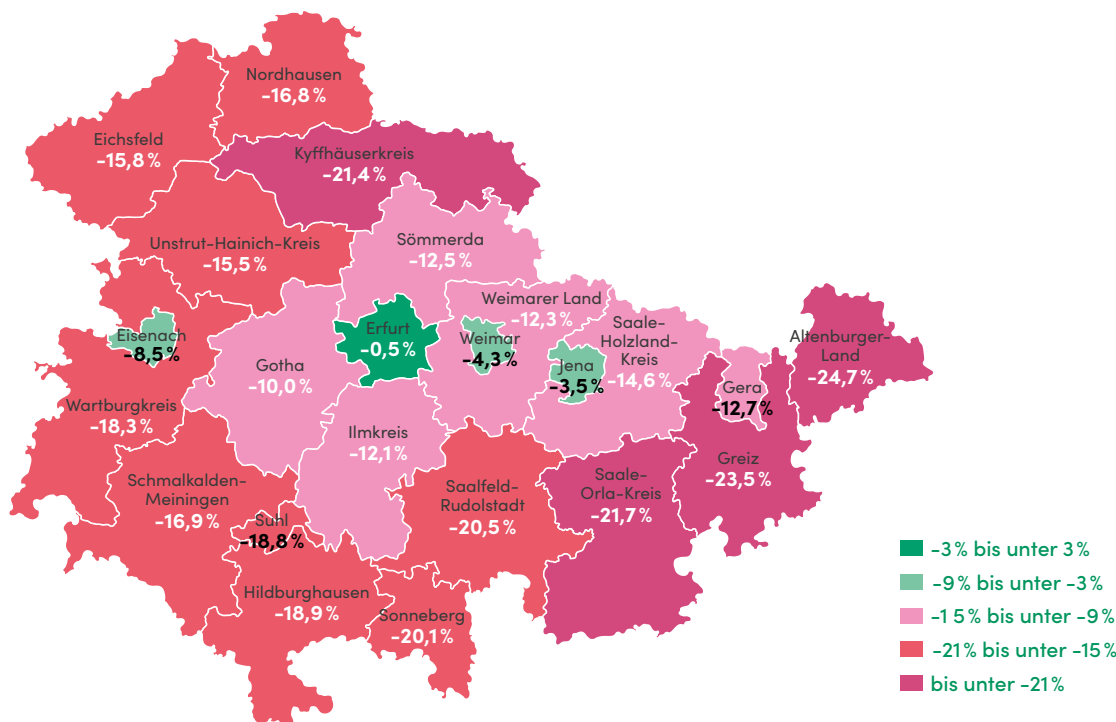 Nordhausen
-16,8 %
Eichsfeld
-15,8 %
Kyffhäuserkreis
-21,4 %
Unstrut-Hainich-Kreis
-15,5 %
Sömmerda
-12,5 %
Weimarer Land
-12,3 %
Eisenach
-8,5 %
Gotha
-10,0 %
Erfurt
-0,5 %
Weimar
-4,3 %
Jena
-3,5 %
Saale-
Holzland-
Kreis
-14,6 %
Gera
-12,7 %
Altenburger-
Land
-24,7 %
Wartburgkreis
-18,3 %
Ilmkreis
-12,1 %
Schmalkalden-
Meiningen
-16,9 %
Suhl
-18,8 %
Saalfeld-
Rudolstadt
-20,5 %
Saale-
Orla-Kreis
-21,7 %
Greiz
-23,5 %
Hildburghausen
-18,9 %
Sonneberg
-20,1 %
-3 % bis unter 3 %
-9 % bis unter -3 %
-1 5 % bis unter -9 %
-21 % bis unter -15 %
bis unter -21 %